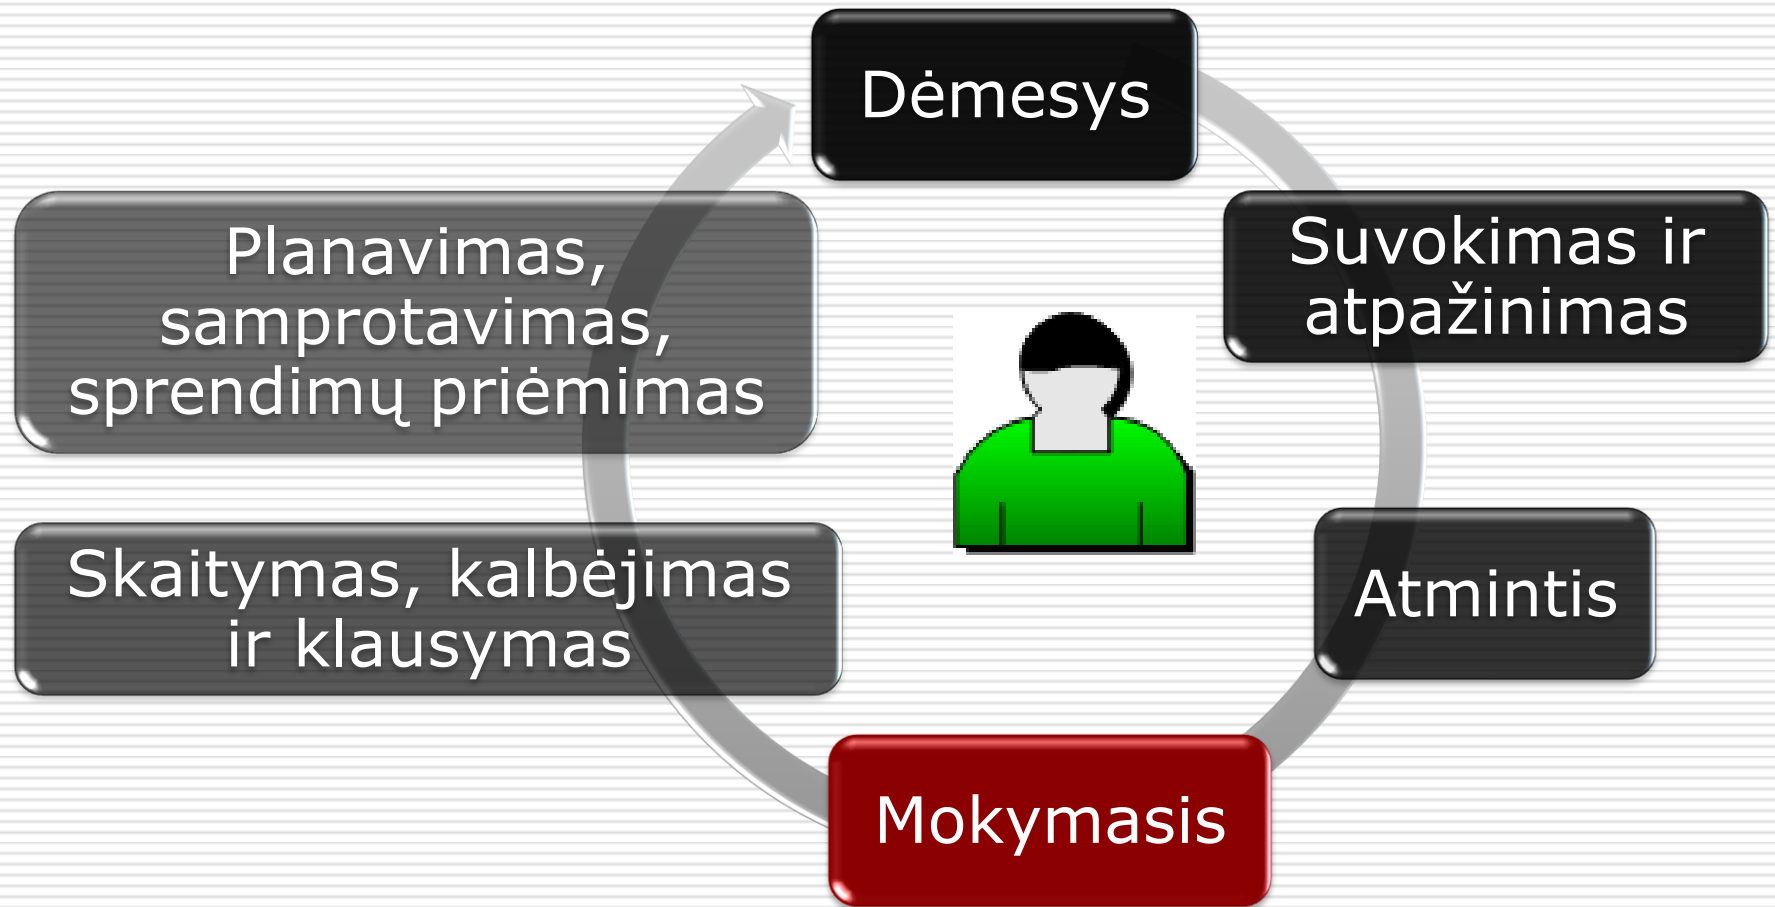 Dėmesys
Suvokimas ir
atpažinimas
Atmintis
Mokymasis
Skaitymas, kalbėjimas
ir klausymas
Planavimas,
samprotavimas,
sprendimų priėmimas